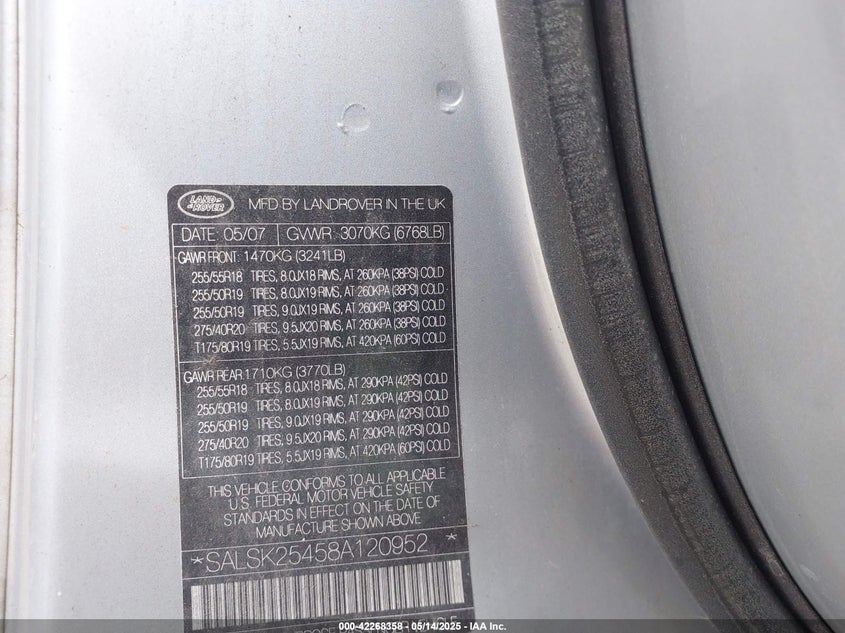 LAND ROVER MFD BY LANDROVER IN THE UK
DATE: 05/07 GVWR: 3070KG (6768LB)
GAWR FRONT: 1470KG (3241LB)
255/55R18 TIRES, 8.0JX18 RIMS, AT 260KPA (38PSI) COLD
255/50R19 TIRES, 8.0JX19 RIMS, AT 260KPA (38PSI) COLD
255/50R19 TIRES, 9.0JX19 RIMS, AT 260KPA (38PSI) COLD
275/40R20 TIRES, 9.5JX20 RIMS, AT 260KPA (38PSI) COLD
T175/80R19 TIRES, 5.5JX19 RIMS, AT 420KPA (60PSI) COLD
GAWR REAR: 1710KG (3770LB)
255/55R18 TIRES, 8.0JX18 RIMS, AT 290KPA (42PSI) COLD
255/50R19 TIRES, 8.0JX19 RIMS, AT 290KPA (42PSI) COLD
255/50R19 TIRES, 9.0JX19 RIMS, AT 290KPA (42PSI) COLD
275/40R20 TIRES, 9.5JX20 RIMS, AT 290KPA (42PSI) COLD
T175/80R19 TIRES, 5.5JX19 RIMS, AT 420KPA (60PSI) COLD
THIS VEHICLE CONFORMS TO ALL APPLICABLE
U.S. FEDERAL MOTOR VEHICLE SAFETY
STANDARDS IN EFFECT ON THE DATE OF
MANUFACTURE SHOWN ABOVE
*SALSK25458A120952*
000-42268358 - 05/14/2025 - IAA Inc.